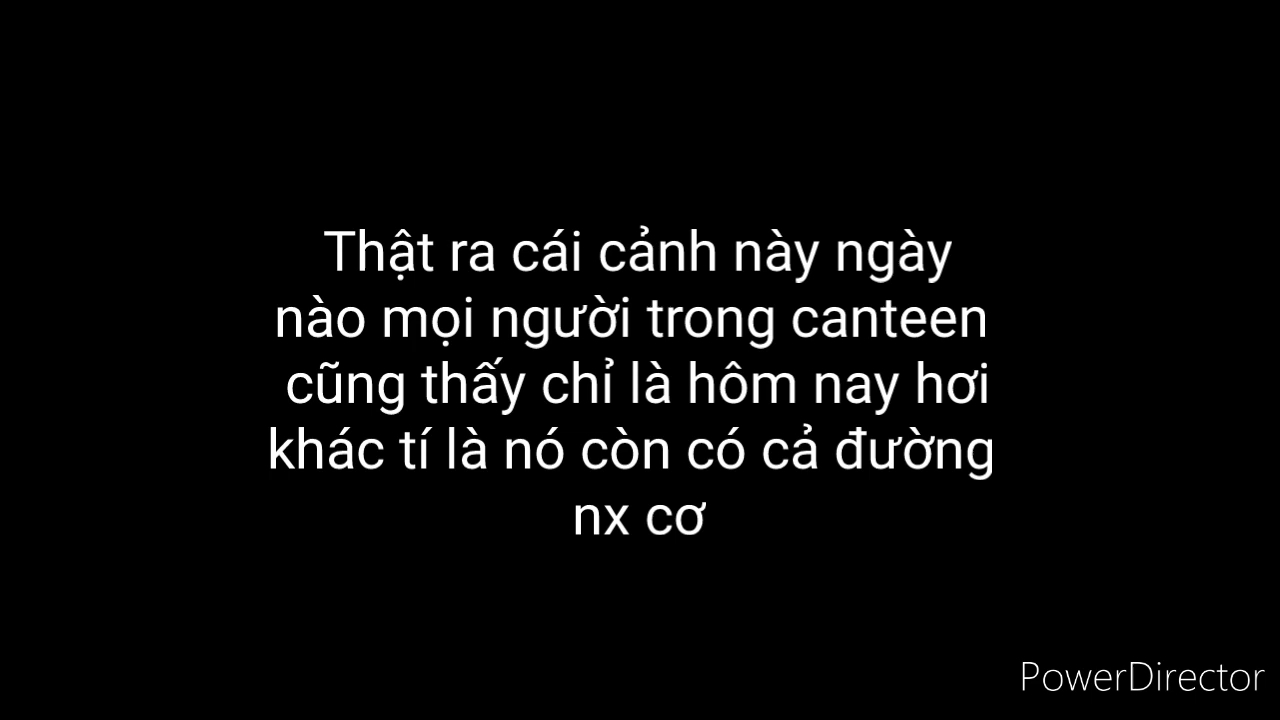 Thật ra cái cảnh này ngày
nào mọi người trong canteen
cũng thấy chỉ là hôm nay hơi
khác tí là nó còn có cả đường
nx cơ
PowerDirector